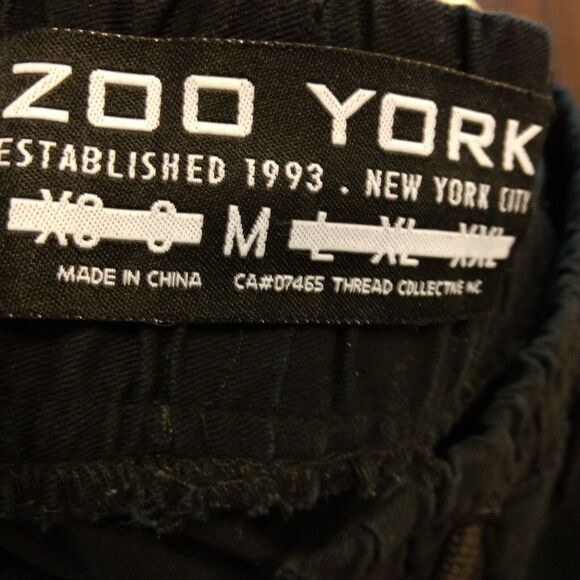 ZOO YORK
ESTABLISHED 1993 . NEW YORK CITY
XS S M L XL XXL
MADE IN CHINA CA#07465 THREAD COLLECTIVE INC.